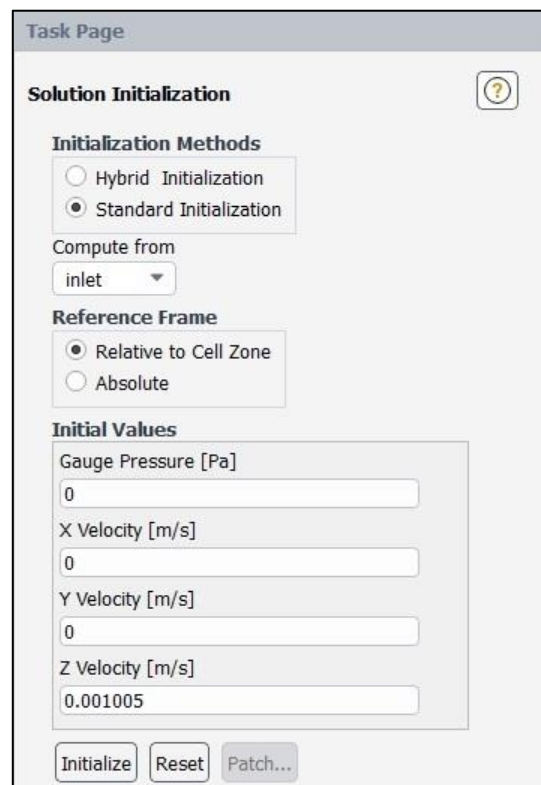 Task Page
Solution Initialization
?
Initialization Methods
Hybrid Initialization
Standard Initialization
Compute from
inlet
Reference Frame
Relative to Cell Zone
Absolute
Initial Values
Gauge Pressure [Pa]
0
X Velocity [m/s]
0
Y Velocity [m/s]
0
Z Velocity [m/s]
0.001005
Initialize Reset Patch...